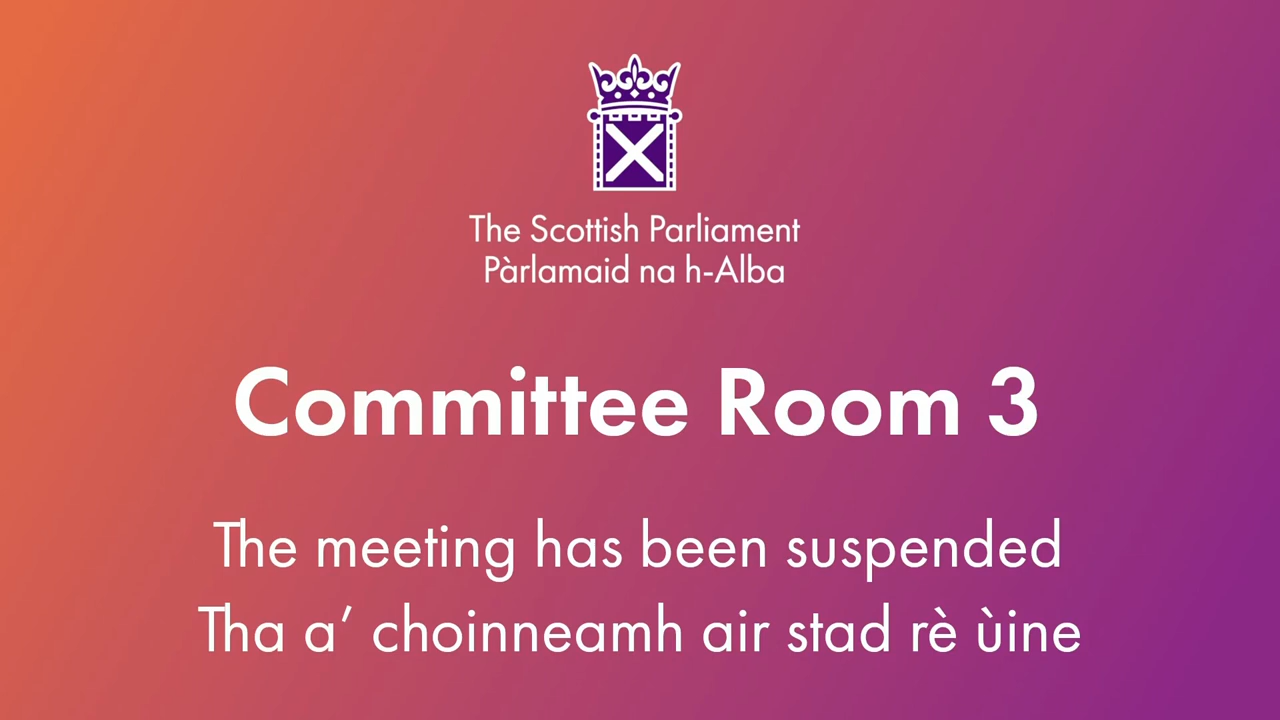 The Scottish Parliament
Pàrlamaid na h-Alba
Committee Room 3
The meeting has been suspended
Tha a’ choinneamh air stad rè ùine